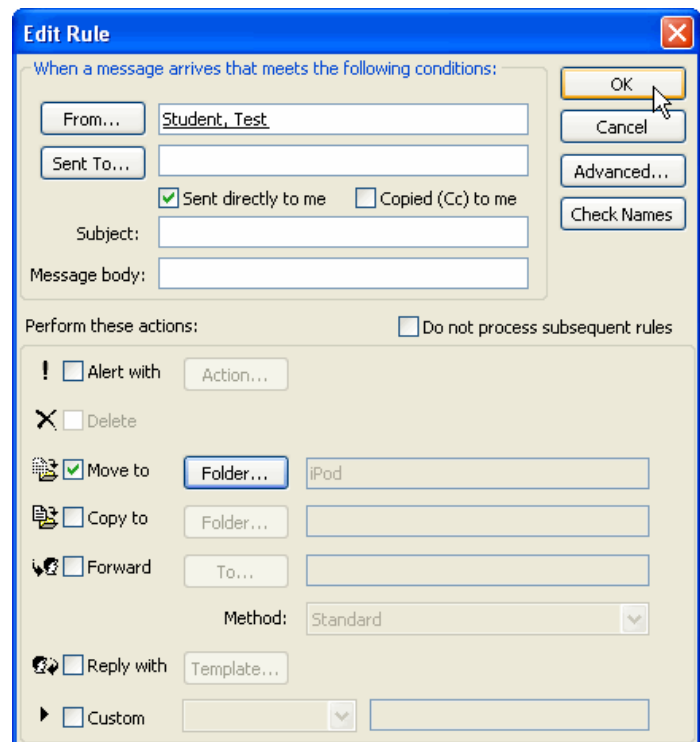 Edit Rule
When a message arrives that meets the following conditions:
OK
From... Student, Test
Cancel
Sent To...
Advanced...
Sent directly to me Copied (Cc) to me
Check Names
Subject:
Message body:
Perform these actions: Do not process subsequent rules
! Alert with Action...
Delete
Move to Folder... iPod
Copy to Folder...
Forward To...
Method: Standard
Reply with Template...
Custom